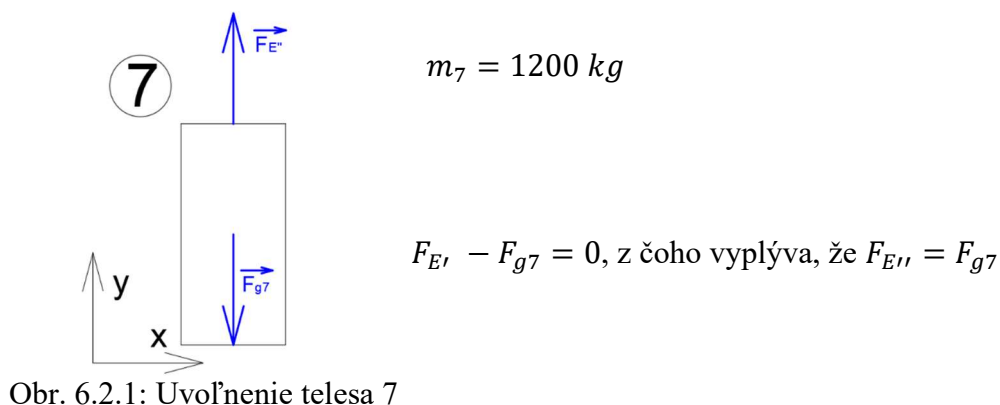 F_E''
7
m₇ = 1200 kg
F_E′ − F_g7 = 0, z čoho vyplýva, že F_E′′ = F_g7
F_g7
y
x
Obr. 6.2.1: Uvoľnenie telesa 7